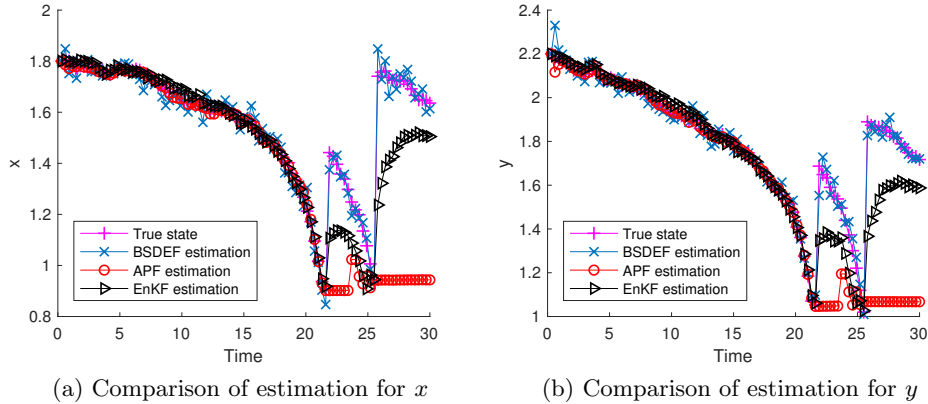 2
1.8
1.6
1.4
1.2
1
0.8
x
0
5
10
15
20
25
30
Time
True state
BSDEF estimation
APF estimation
EnKF estimation
(a) Comparison of estimation for x
2.4
2.2
2
1.8
1.6
1.4
1.2
1
y
0
5
10
15
20
25
30
Time
True state
BSDEF estimation
APF estimation
EnKF estimation
(b) Comparison of estimation for y